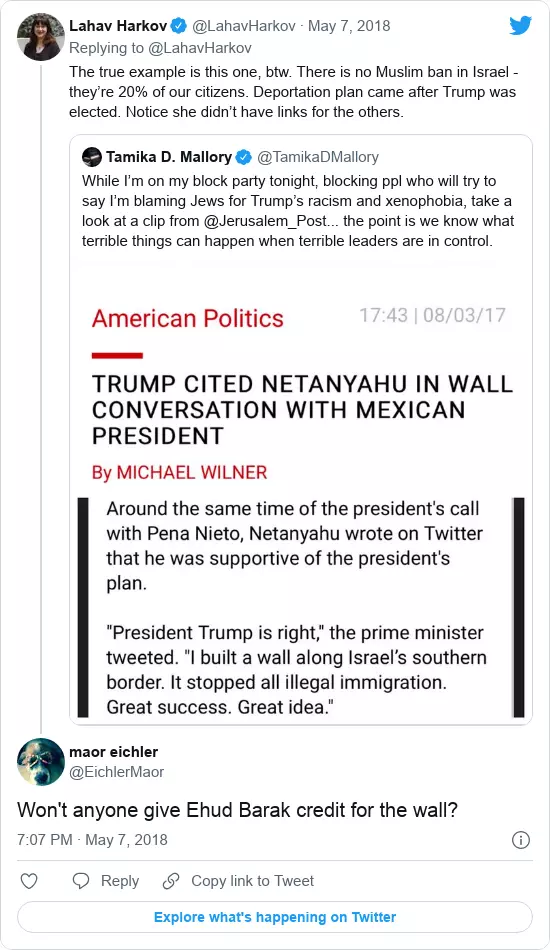 Lahav Harkov @LahavHarkov · May 7, 2018
Replying to @LahavHarkov
The true example is this one, btw. There is no Muslim ban in Israel -
they’re 20% of our citizens. Deportation plan came after Trump was
elected. Notice she didn’t have links for the others.
Tamika D. Mallory @TamikaDMallory
While I’m on my block party tonight, blocking ppl who will try to
say I’m blaming Jews for Trump’s racism and xenophobia, take a
look at a clip from @Jerusalem_Post... the point is we know what
terrible things can happen when terrible leaders are in control.
American Politics 17:43 | 08/03/17
TRUMP CITED NETANYAHU IN WALL
CONVERSATION WITH MEXICAN
PRESIDENT
By MICHAEL WILNER
Around the same time of the president's call
with Pena Nieto, Netanyahu wrote on Twitter
that he was supportive of the president's
plan.
"President Trump is right," the prime minister
tweeted. "I built a wall along Israel’s southern
border. It stopped all illegal immigration.
Great success. Great idea."
maor eichler
@EichlerMaor
Won't anyone give Ehud Barak credit for the wall?
7:07 PM · May 7, 2018
Reply Copy link to Tweet
Explore what's happening on Twitter